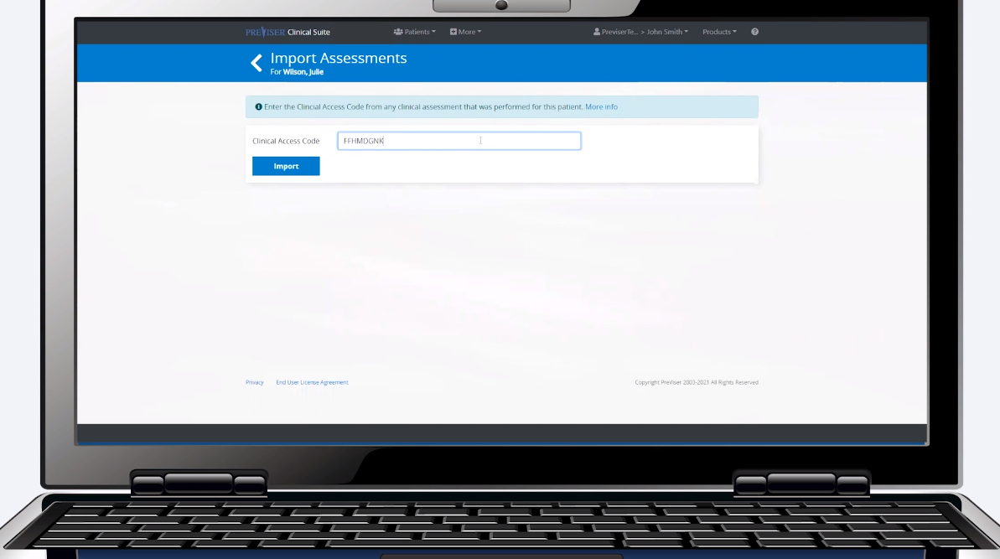 PREVISER Clinical Suite Patients More PreviserTe... > John Smith Products ?
Import Assessments
For Wilson, Julie
Enter the Clincial Access Code from any clinical assessment that was performed for this patient. More info
Clinical Access Code FFHMDGNK
Import
Privacy End User License Agreement Copyright PreViser 2003-2021 All Rights Reserved